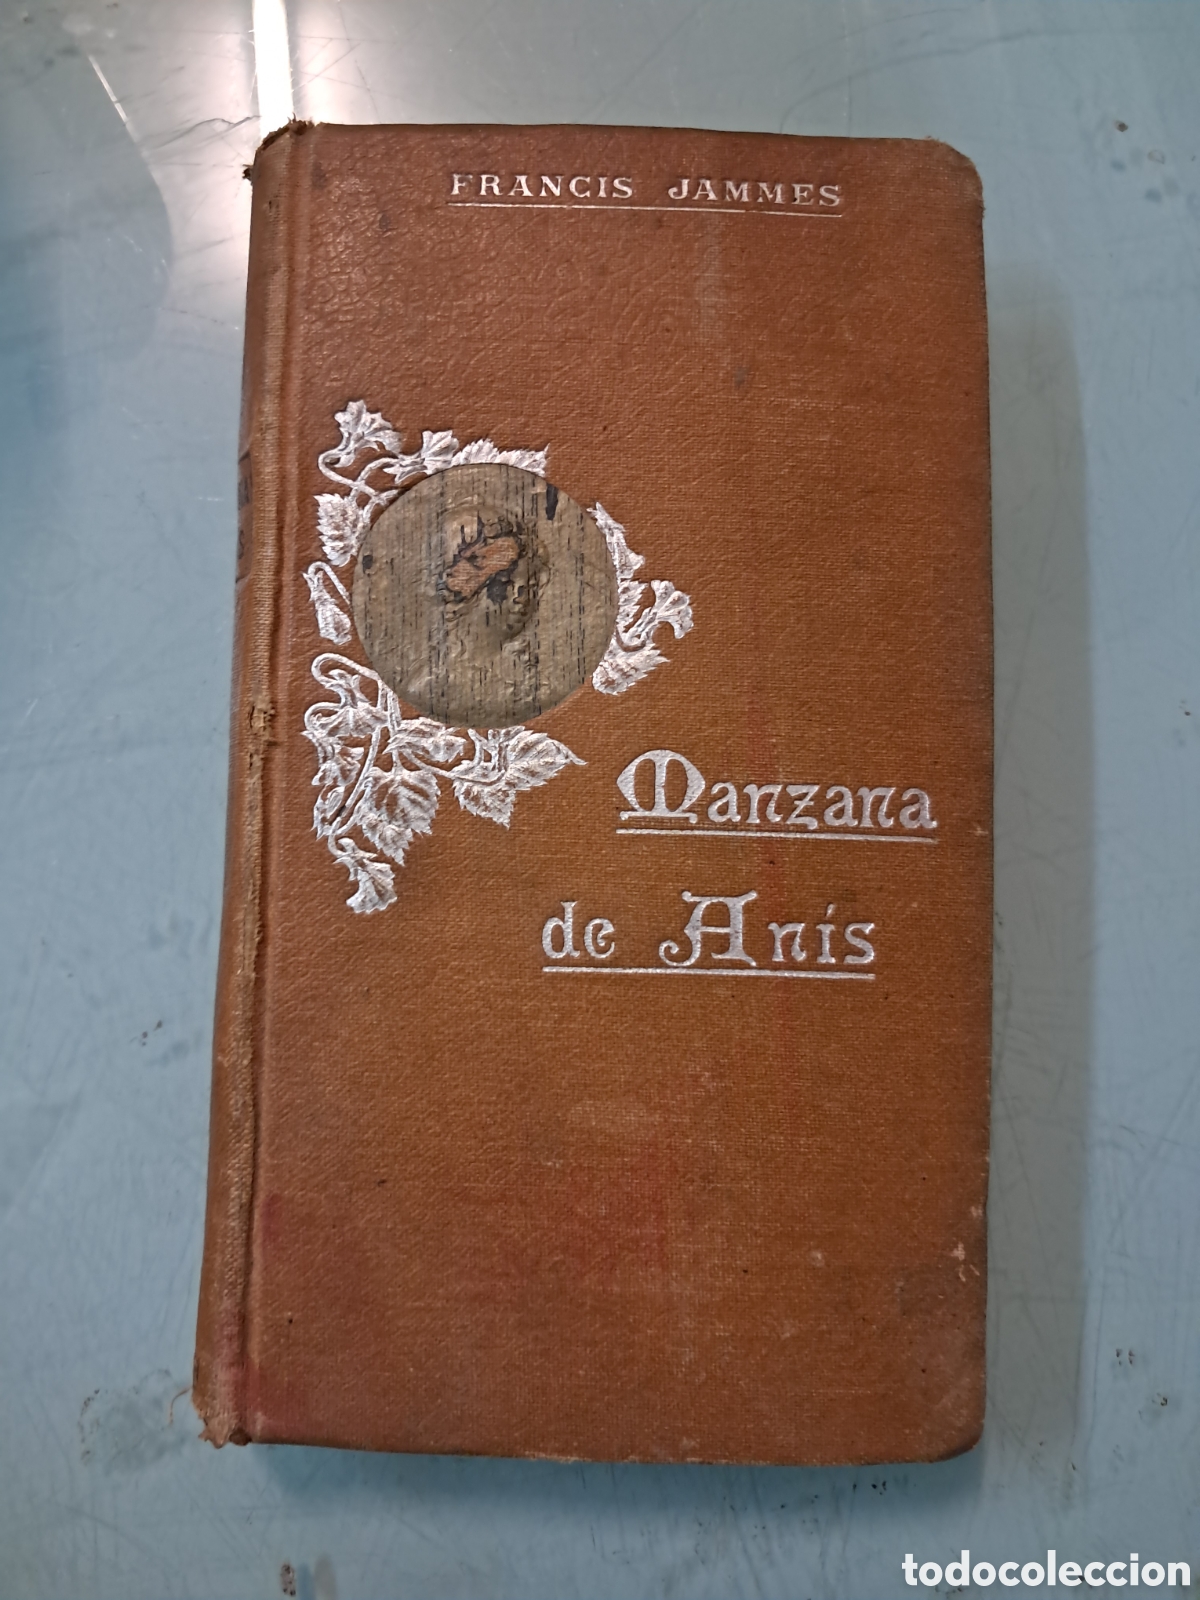 FRANCIS JAMMES
Manzana
de Anís
todocoleccion